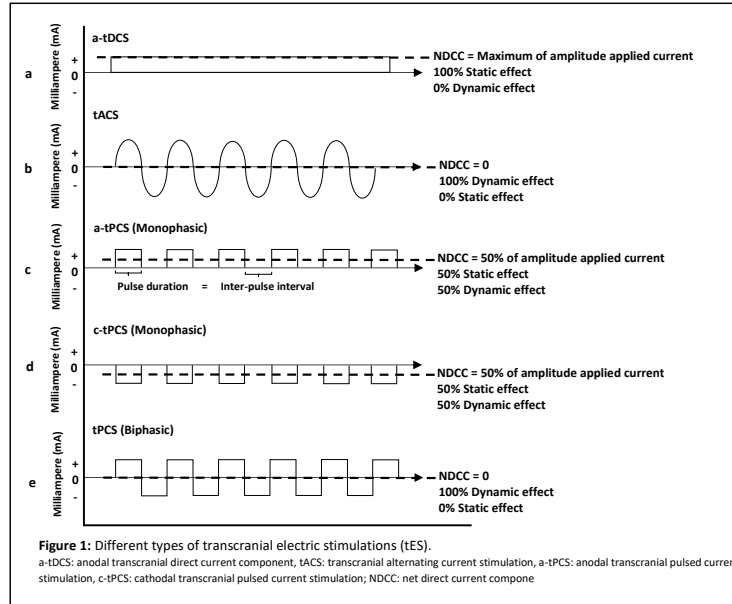 a-tDCS
Milliampere (mA)
+
0
-
a
NDCC = Maximum of amplitude applied current
100% Static effect
0% Dynamic effect
tACS
Milliampere (mA)
+
0
-
b
NDCC = 0
100% Dynamic effect
0% Static effect
a-tPCS (Monophasic)
Milliampere (mA)
+
0
-
c
Pulse duration = Inter-pulse interval
NDCC = 50% of amplitude applied current
50% Static effect
50% Dynamic effect
c-tPCS (Monophasic)
Milliampere (mA)
+
0
-
d
NDCC = 50% of amplitude applied current
50% Static effect
50% Dynamic effect
tPCS (Biphasic)
Milliampere (mA)
+
0
-
e
NDCC = 0
100% Dynamic effect
0% Static effect
Figure 1: Different types of transcranial electric stimulations (tES).
a-tDCS: anodal transcranial direct current component, tACS: transcranial alternating current stimulation, a-tPCS: anodal transcranial pulsed curren
stimulation, c-tPCS: cathodal transcranial pulsed current stimulation; NDCC: net direct current compone